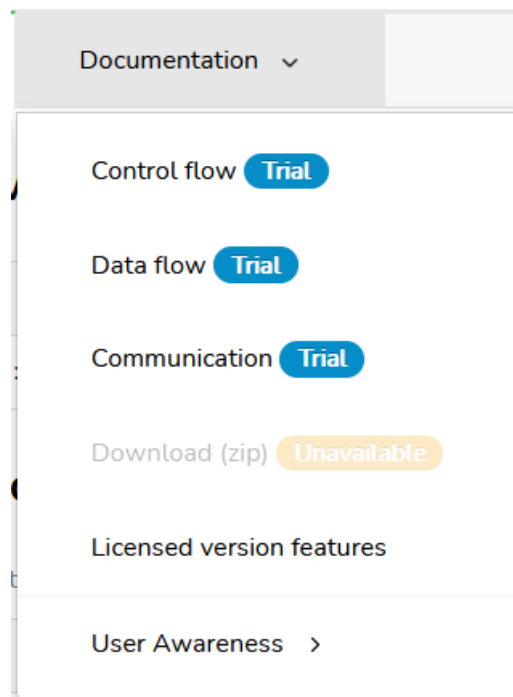 Documentation
Control flow Trial
Data flow Trial
Communication Trial
Download (zip) Unavailable
Licensed version features
User Awareness